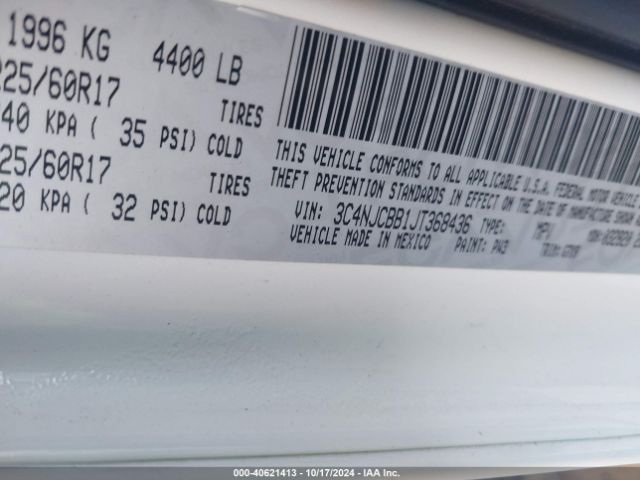 1996 KG 4400 LB
225/60R17 TIRES
40 KPA ( 35 PSI) COLD
25/60R17 TIRES
20 KPA ( 32 PSI) COLD
THIS VEHICLE CONFORMS TO ALL APPLICABLE U.S.A. FEDERAL MOTOR VEHICLE
THEFT PREVENTION STANDARDS IN EFFECT ON THE DATE OF MANUFACTURE SHOWN
VIN: 3C4NJCBB1JT368436 TYPE: MPV
VEHICLE MADE IN MEXICO PAINT: PW3
000-40621413 - 10/17/2024 - IAA Inc.